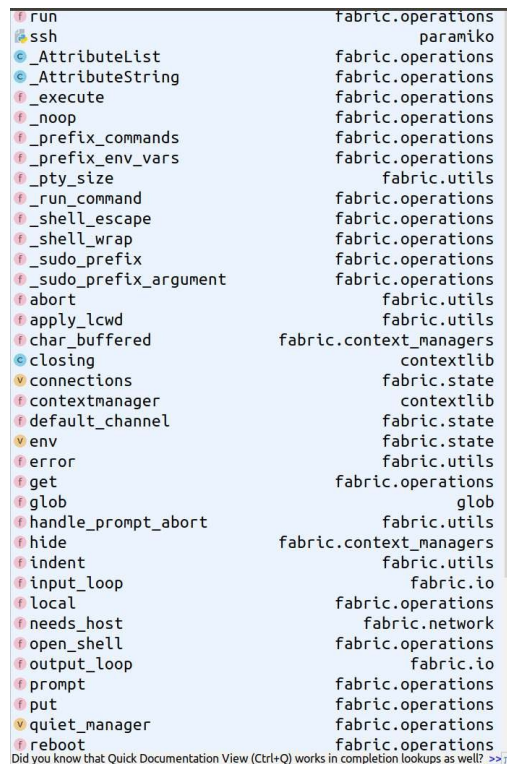 f run fabric.operations
ssh paramiko
c _AttributeList fabric.operations
c _AttributeString fabric.operations
f _execute fabric.operations
f _noop fabric.operations
f _prefix_commands fabric.operations
f _prefix_env_vars fabric.operations
f _pty_size fabric.utils
f _run_command fabric.operations
f _shell_escape fabric.operations
f _shell_wrap fabric.operations
f _sudo_prefix fabric.operations
f _sudo_prefix_argument fabric.operations
f abort fabric.utils
f apply_lcwd fabric.utils
f char_buffered fabric.context_managers
c closing contextlib
v connections fabric.state
f contextmanager contextlib
f default_channel fabric.state
v env fabric.state
f error fabric.utils
f get fabric.operations
f glob glob
f handle_prompt_abort fabric.utils
f hide fabric.context_managers
f indent fabric.utils
f input_loop fabric.io
f local fabric.operations
f needs_host fabric.network
f open_shell fabric.operations
f output_loop fabric.io
f prompt fabric.operations
f put fabric.operations
v quiet_manager fabric.operations
f reboot fabric.operations
Did you know that Quick Documentation View (Ctrl+Q) works in completion lookups as well? >>